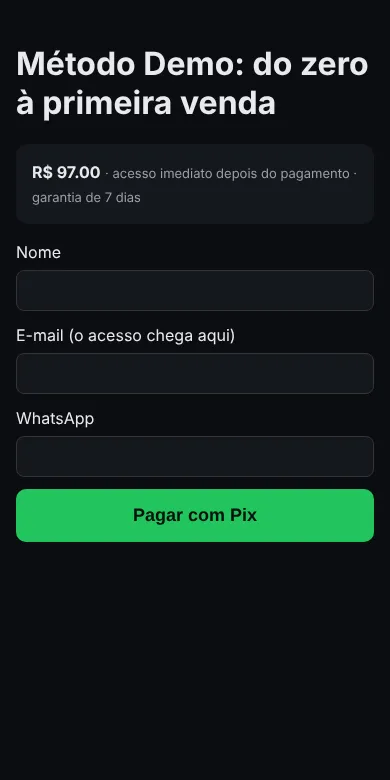 Método Demo: do zero
à primeira venda
R$ 97.00 · acesso imediato depois do pagamento ·
garantia de 7 dias
Nome
E-mail (o acesso chega aqui)
WhatsApp
Pagar com Pix